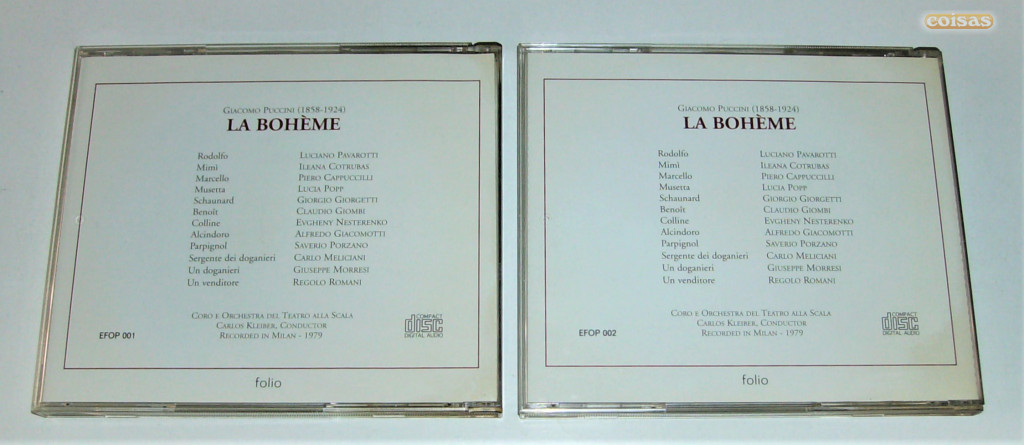 coisas
GIACOMO PUCCINI (1858-1924)
LA BOHÈME
Rodolfo LUCIANO PAVAROTTI
Mimì ILEANA COTRUBAS
Marcello PIERO CAPPUCCILLI
Musetta LUCIA POPP
Schaunard GIORGIO GIORGETTI
Benoît CLAUDIO GIOMBI
Colline EVGHENY NESTERENKO
Alcindoro ALFREDO GIACOMOTTI
Parpignol SAVERIO PORZANO
Sergente dei doganieri CARLO MELICIANI
Un doganieri GIUSEPPE MORRESI
Un venditore REGOLO ROMANI
CORO E ORCHESTRA DEL TEATRO ALLA SCALA
CARLOS KLEIBER, CONDUCTOR
RECORDED IN MILAN - 1979
EFOP 001
COMPACT
disc
DIGITAL AUDIO
folio
GIACOMO PUCCINI (1858-1924)
LA BOHÈME
Rodolfo LUCIANO PAVAROTTI
Mimì ILEANA COTRUBAS
Marcello PIERO CAPPUCCILLI
Musetta LUCIA POPP
Schaunard GIORGIO GIORGETTI
Benoît CLAUDIO GIOMBI
Colline EVGHENY NESTERENKO
Alcindoro ALFREDO GIACOMOTTI
Parpignol SAVERIO PORZANO
Sergente dei doganieri CARLO MELICIANI
Un doganieri GIUSEPPE MORRESI
Un venditore REGOLO ROMANI
CORO E ORCHESTRA DEL TEATRO ALLA SCALA
CARLOS KLEIBER, CONDUCTOR
RECORDED IN MILAN - 1979
EFOP 002
COMPACT
disc
DIGITAL AUDIO
folio